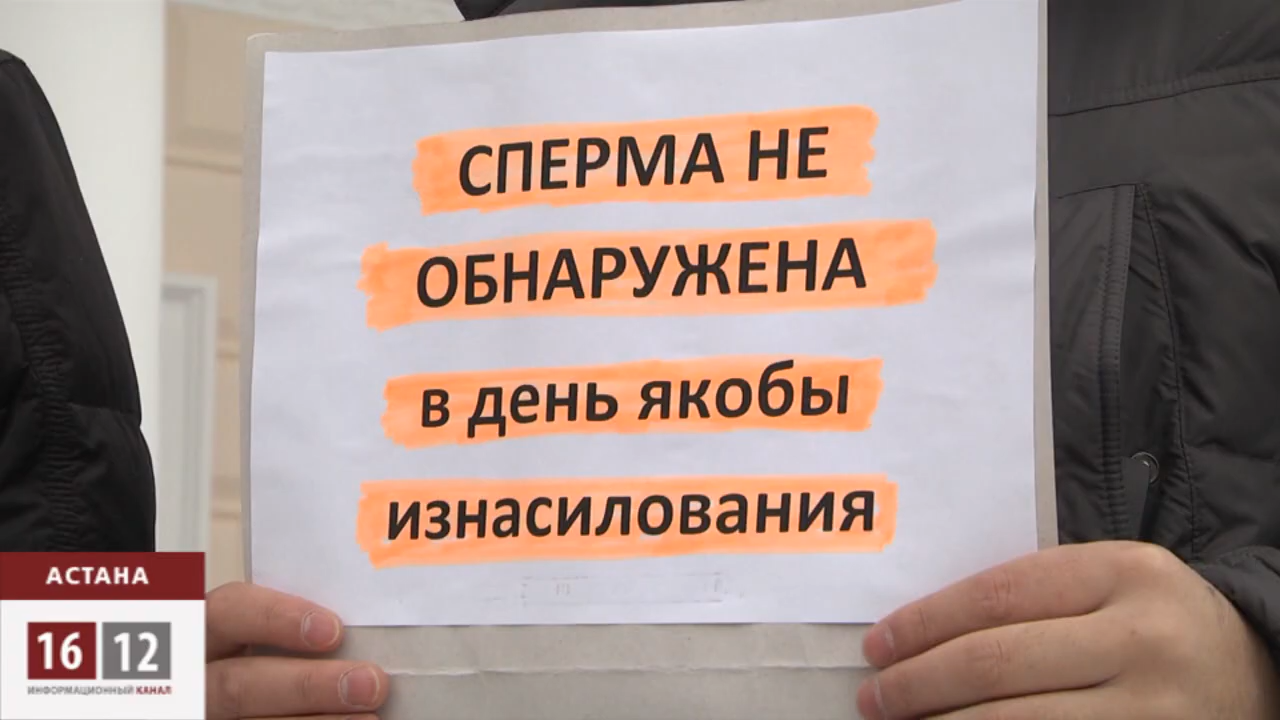 СПЕРМА НЕ
ОБНАРУЖЕНА
в день якобы
изнасилования
АСТАНА
16 12
ИНФОРМАЦИОННЫЙ КАНАЛ